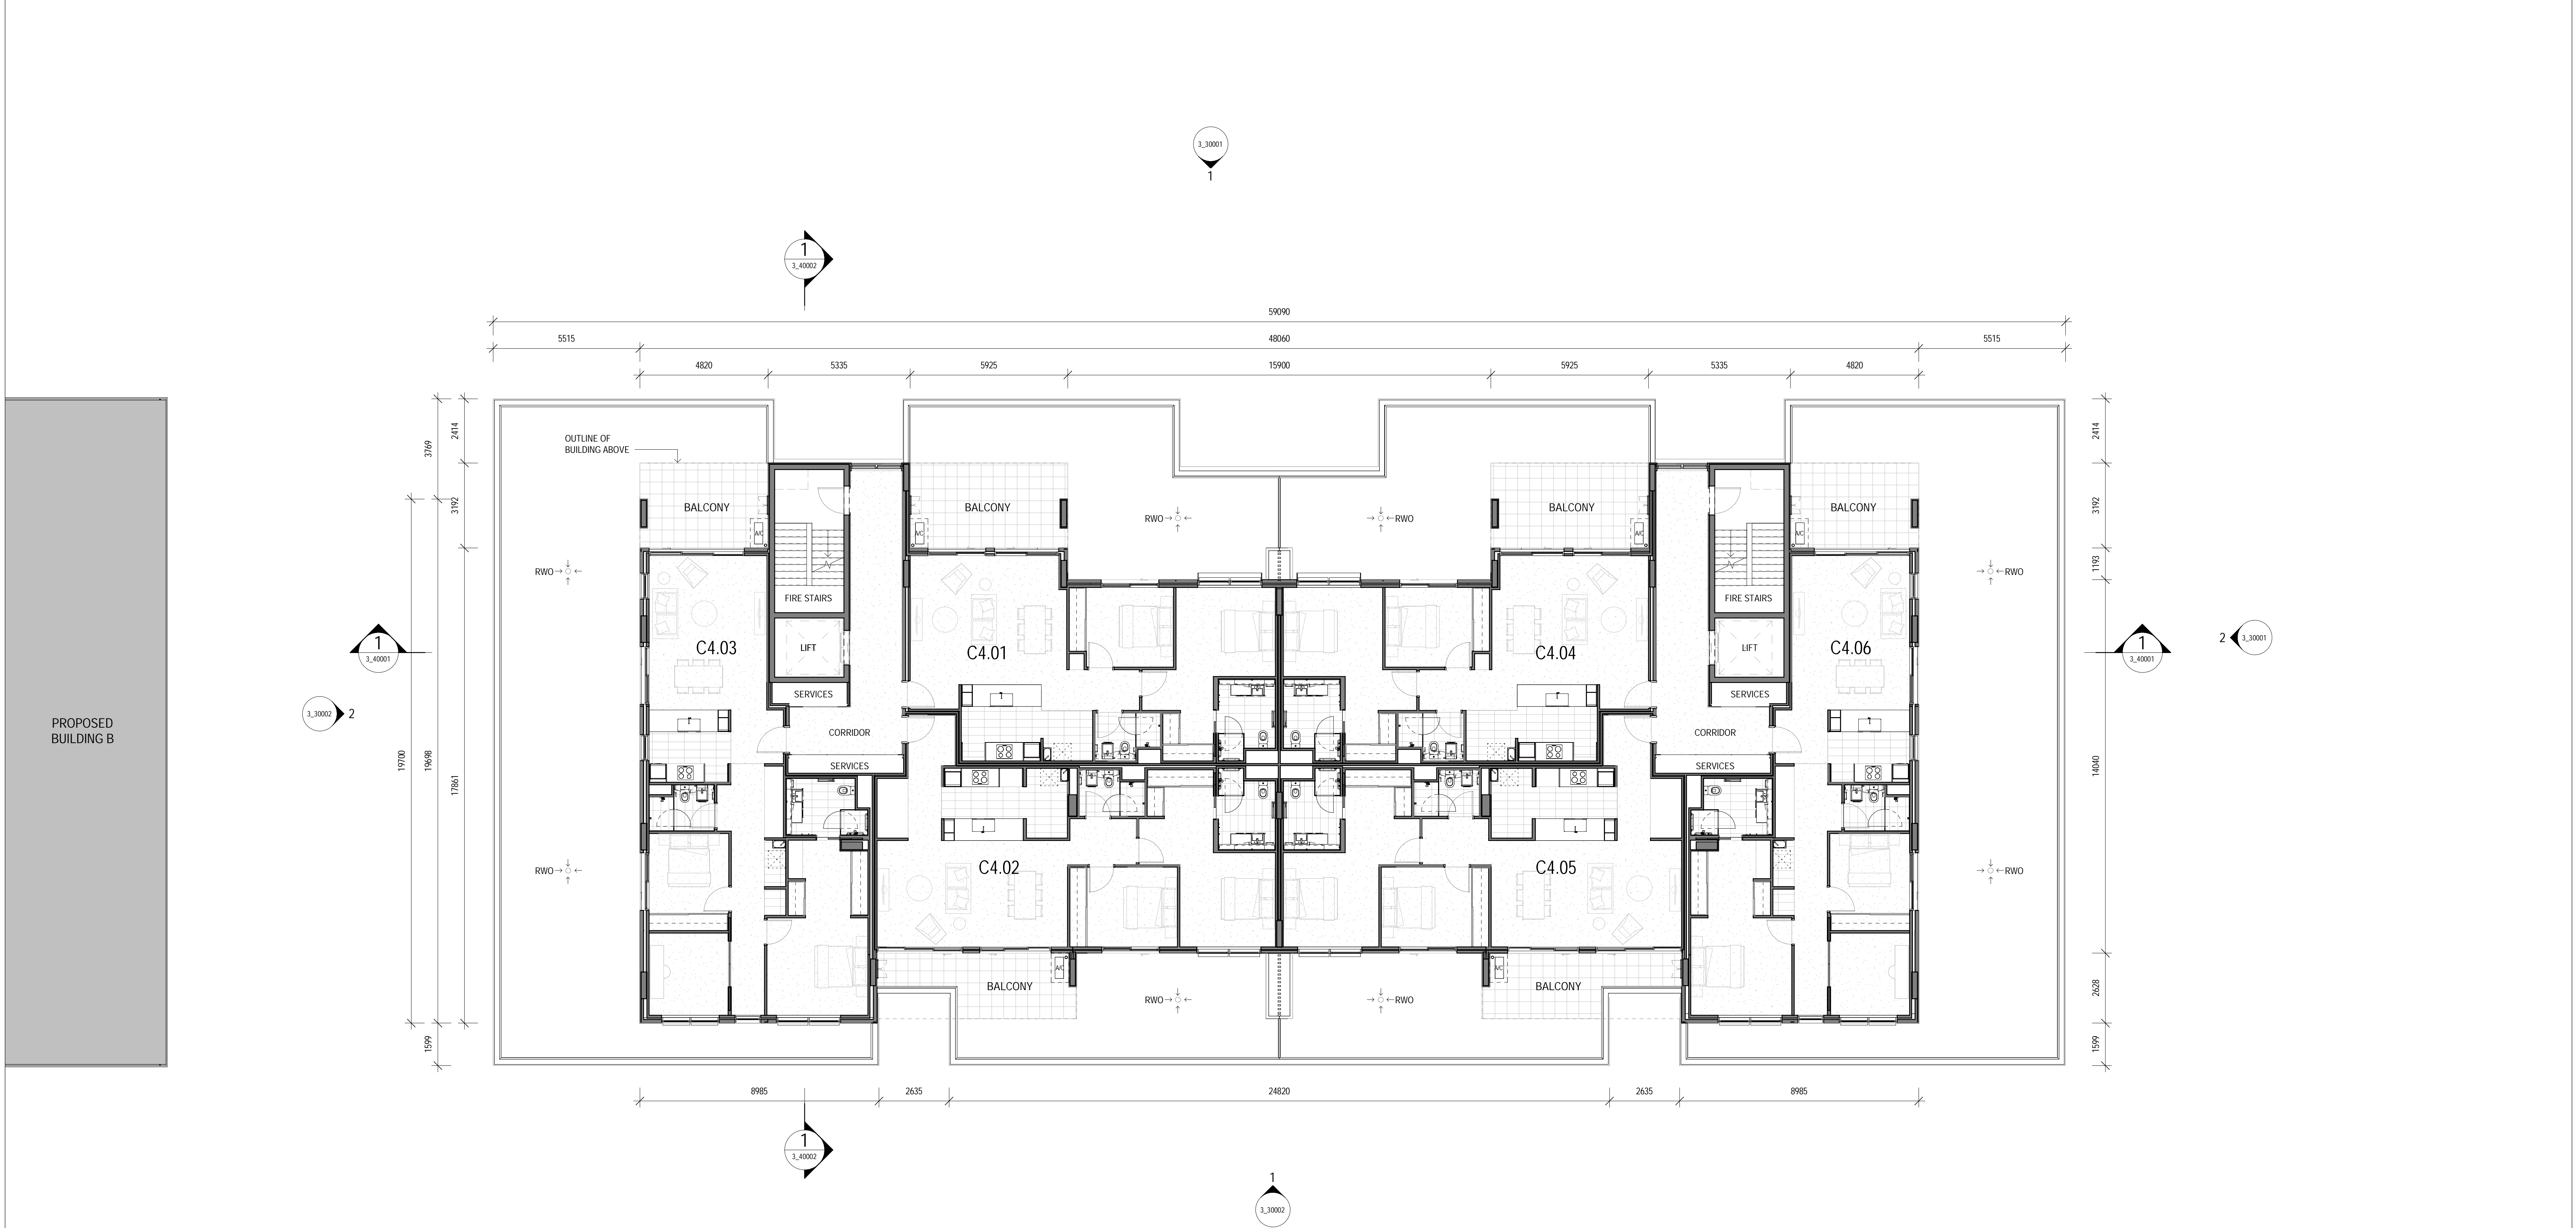 3_30001
1
1
3_40002
59090
5515
48060
5515
4820
5335
5925
15900
5925
5335
4820
3769
2414
2414
OUTLINE OF
BUILDING ABOVE
3192
3192
BALCONY
BALCONY
BALCONY
BALCONY
A/C
A/C
A/C
A/C
RWO
RWO
RWO
RWO
1193
FIRE STAIRS
FIRE STAIRS
C4.03
LIFT
C4.01
C4.04
LIFT
C4.06
1
3_40001
1
3_40001
2
3_30001
SERVICES
SERVICES
3_30002
2
PROPOSED
BUILDING B
CORRIDOR
CORRIDOR
SERVICES
SERVICES
19700
19698
17861
14040
RWO
C4.02
C4.05
RWO
A/C
A/C
BALCONY
RWO
RWO
BALCONY
2628
1599
1599
8985
2635
24820
2635
8985
1
3_40002
1
3_30002